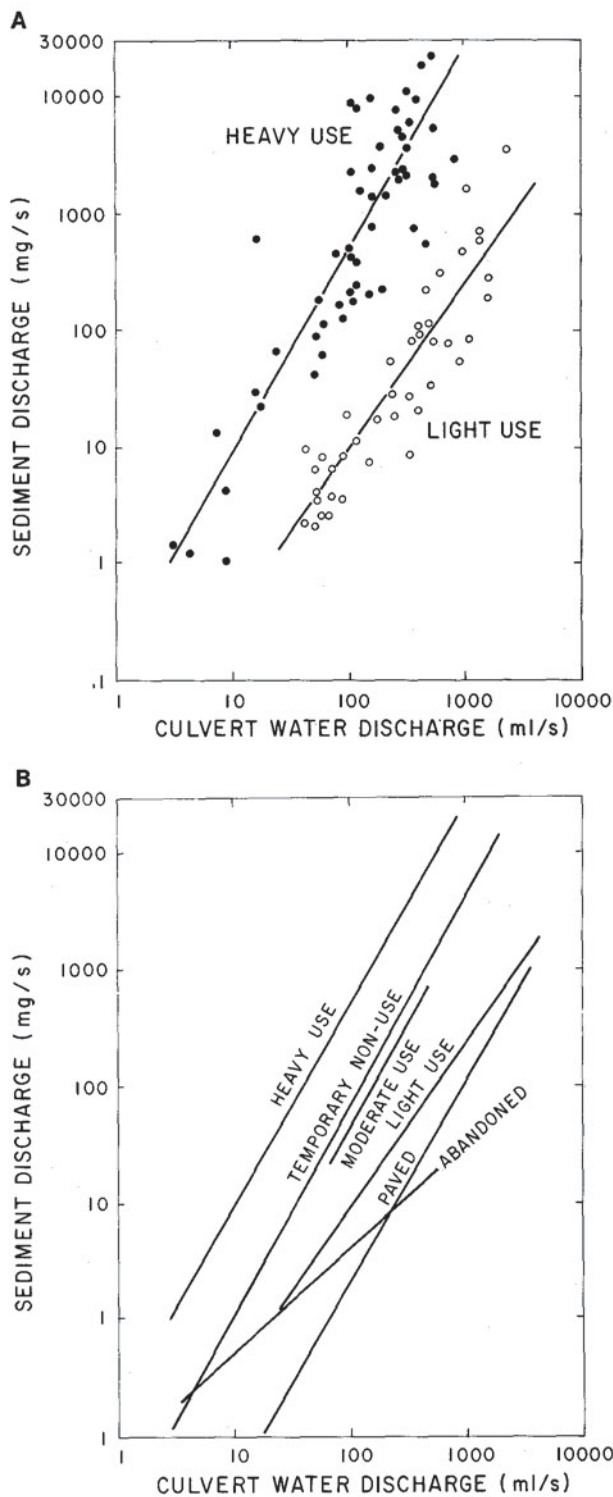 A
30000
10000
1000
100
10
1
.1
SEDIMENT DISCHARGE (mg/s)
HEAVY USE
LIGHT USE
1
10
100
1000
10000
CULVERT WATER DISCHARGE (ml/s)
B
30000
10000
1000
100
10
1
1
SEDIMENT DISCHARGE (mg/s)
HEAVY USE
TEMPORARY NON-USE
MODERATE USE
LIGHT USE
PAVED
ABANDONED
1
10
100
1000
10000
CULVERT WATER DISCHARGE (ml/s)